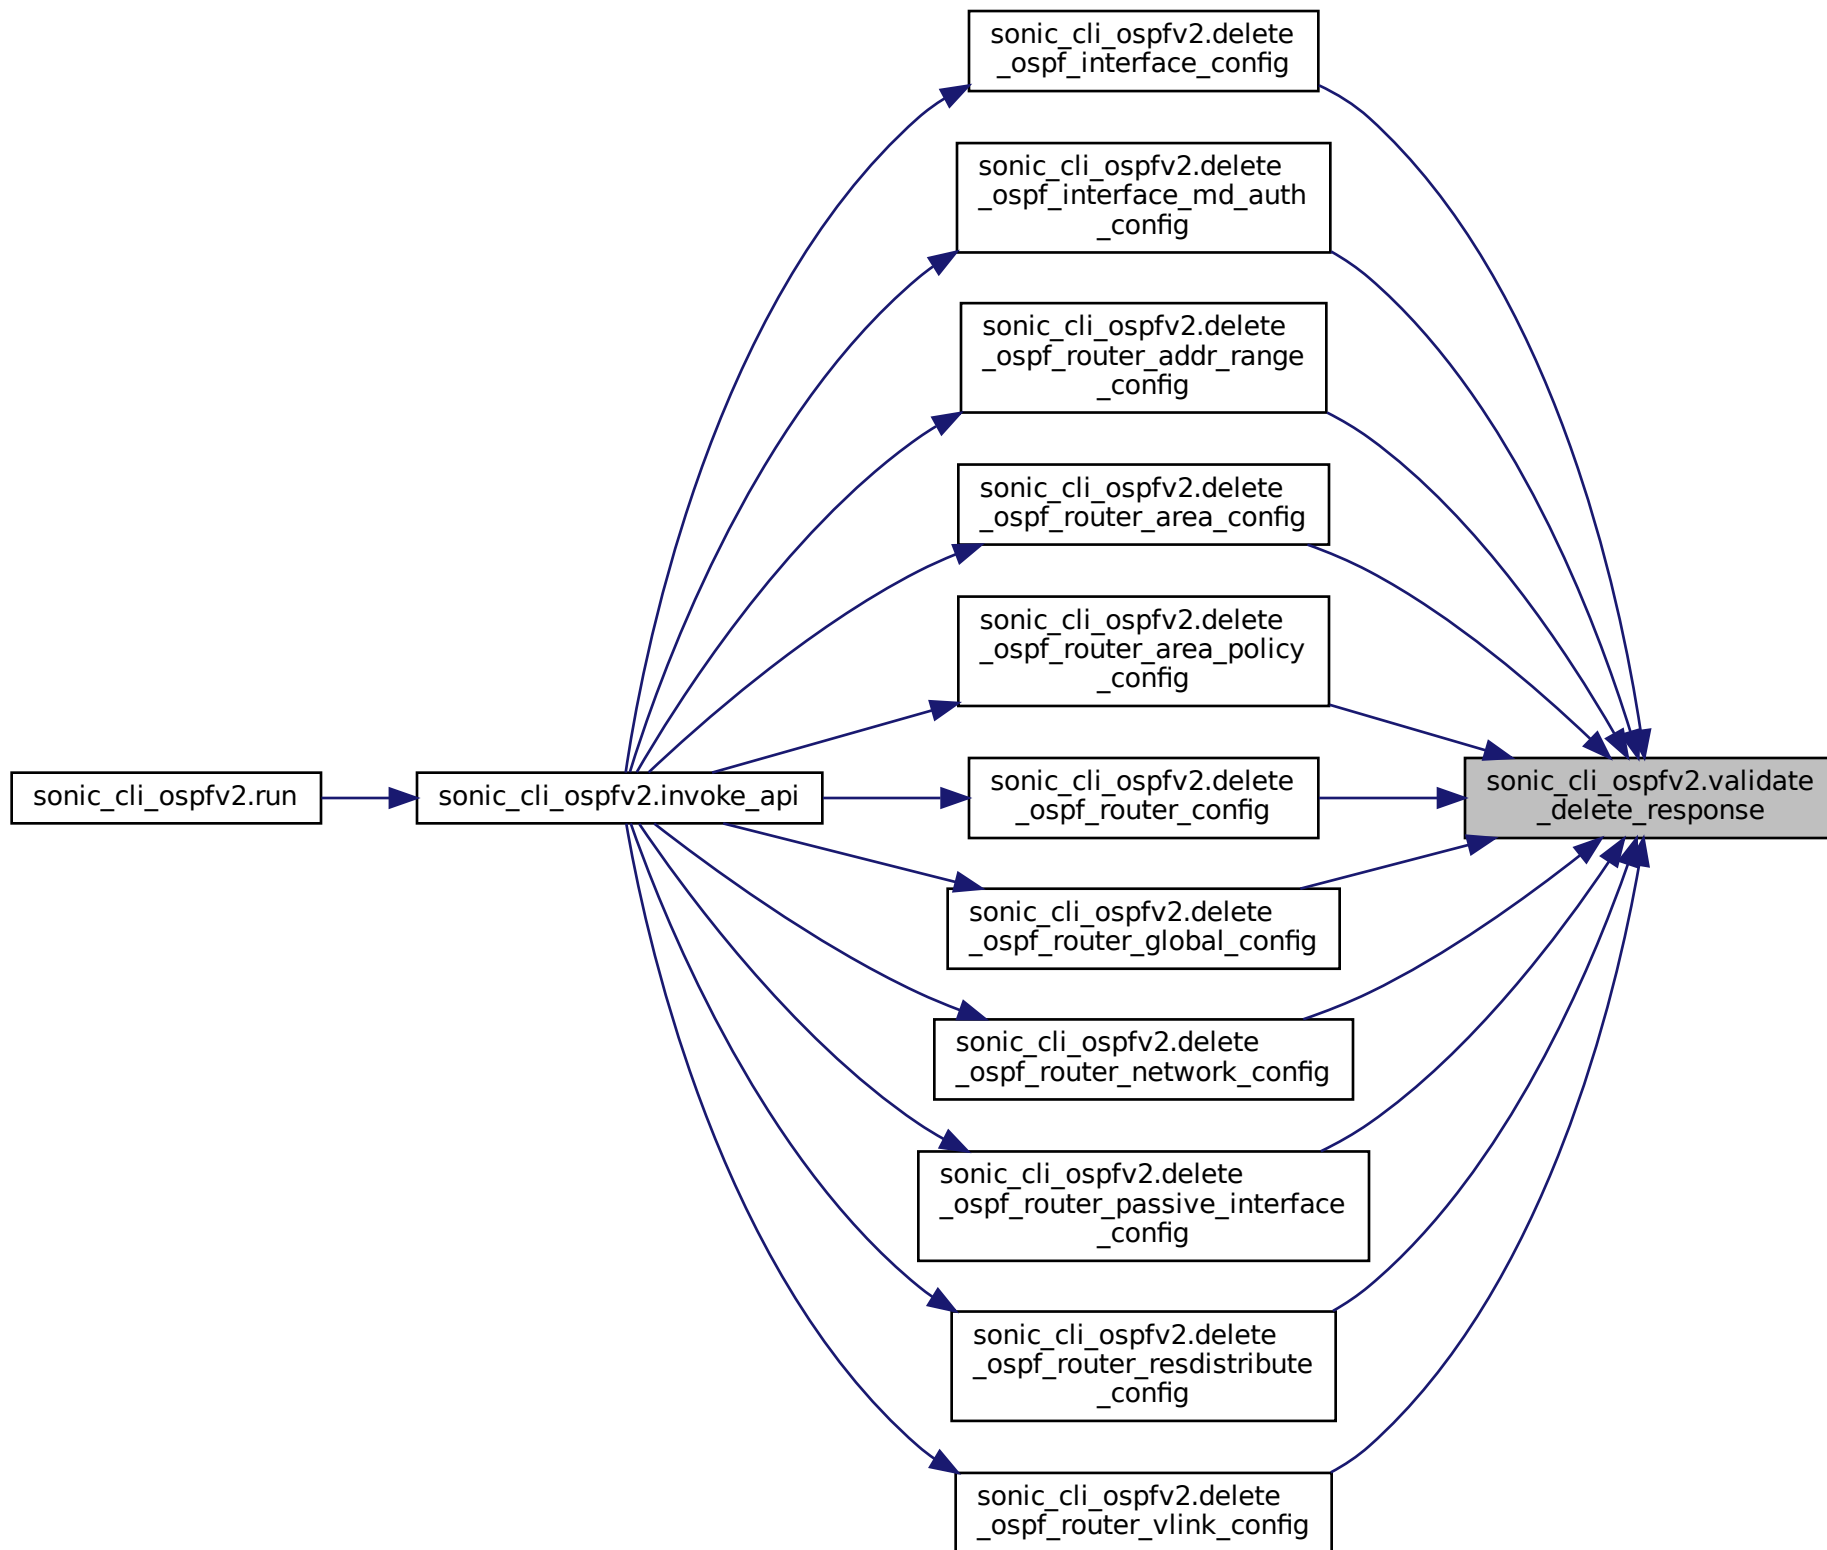 sonic_cli_ospfv2.delete
_ospf_interface_config
sonic_cli_ospfv2.delete
_ospf_interface_md_auth
_config
sonic_cli_ospfv2.delete
_ospf_router_addr_range
_config
sonic_cli_ospfv2.delete
_ospf_router_area_config
sonic_cli_ospfv2.delete
_ospf_router_area_policy
_config
sonic_cli_ospfv2.run
sonic_cli_ospfv2.invoke_api
sonic_cli_ospfv2.delete
_ospf_router_config
sonic_cli_ospfv2.validate
_delete_response
sonic_cli_ospfv2.delete
_ospf_router_global_config
sonic_cli_ospfv2.delete
_ospf_router_network_config
sonic_cli_ospfv2.delete
_ospf_router_passive_interface
_config
sonic_cli_ospfv2.delete
_ospf_router_resdistribute
_config
sonic_cli_ospfv2.delete
_ospf_router_vlink_config